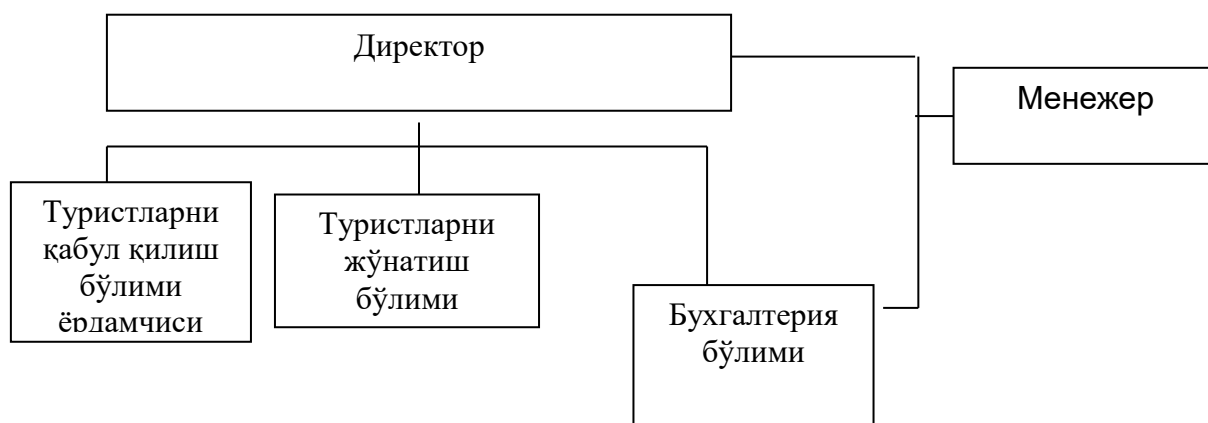 Директор
Менежер
Туристларни
қабул қилиш
бўлими
ёрдамчиси
Туристларни
жўнатиш
бўлими
Бухгалтерия
бўлими